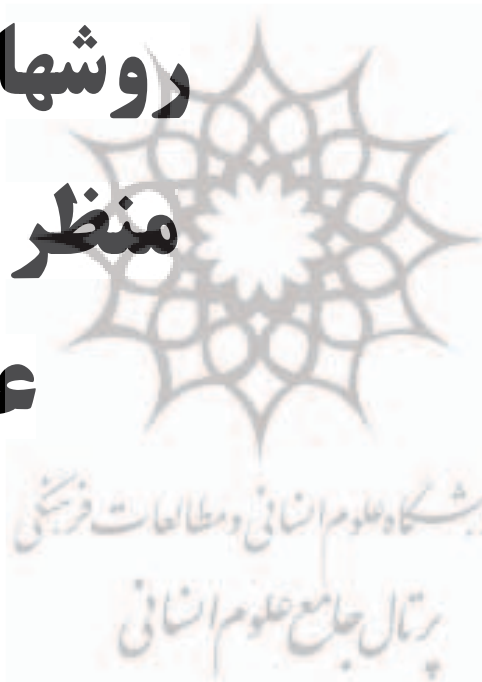 روشها
منظر
پژوهشگاه علوم انسانی و مطالعات فرهنگی
پرتال جامع علوم انسانی